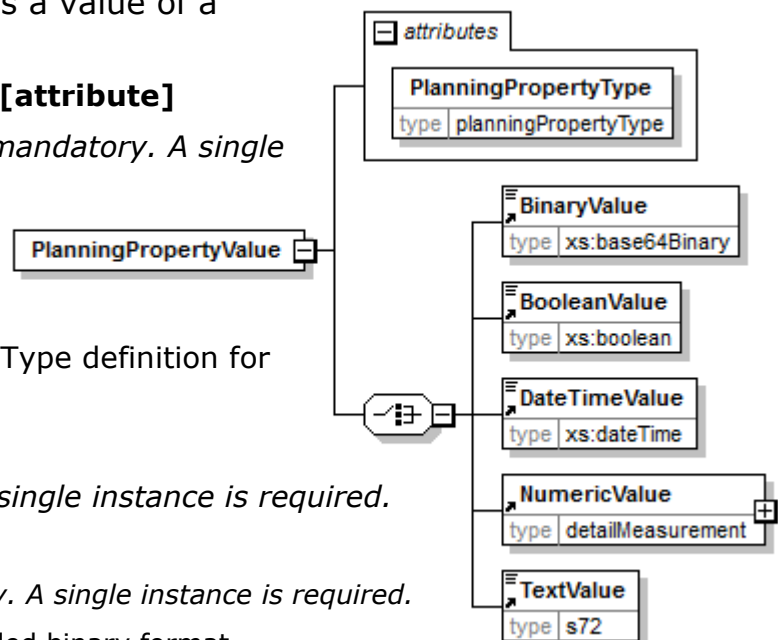 s a value of a
attributes
PlanningPropertyType
type planningPropertyType
[attribute]
mandatory. A single
PlanningPropertyValue
BinaryValue
type xs:base64Binary
BooleanValue
type xs:boolean
Type definition for
DateTimeValue
type xs:dateTime
single instance is required.
NumericValue
type detailMeasurement
y. A single instance is required.
TextValue
type s72
led binary format